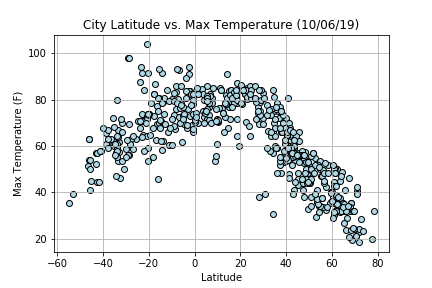 City Latitude vs. Max Temperature (10/06/19)
100
80
60
40
20
Max Temperature (F)
−60 −40 −20 0 20 40 60 80
Latitude